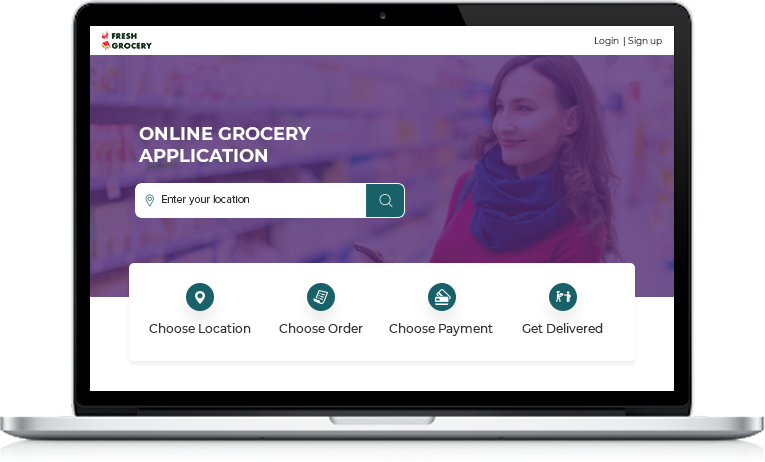 FRESH
GROCERY
Login | Sign up
ONLINE GROCERY
APPLICATION
Enter your location
Choose Location
Choose Order
Choose Payment
Get Delivered